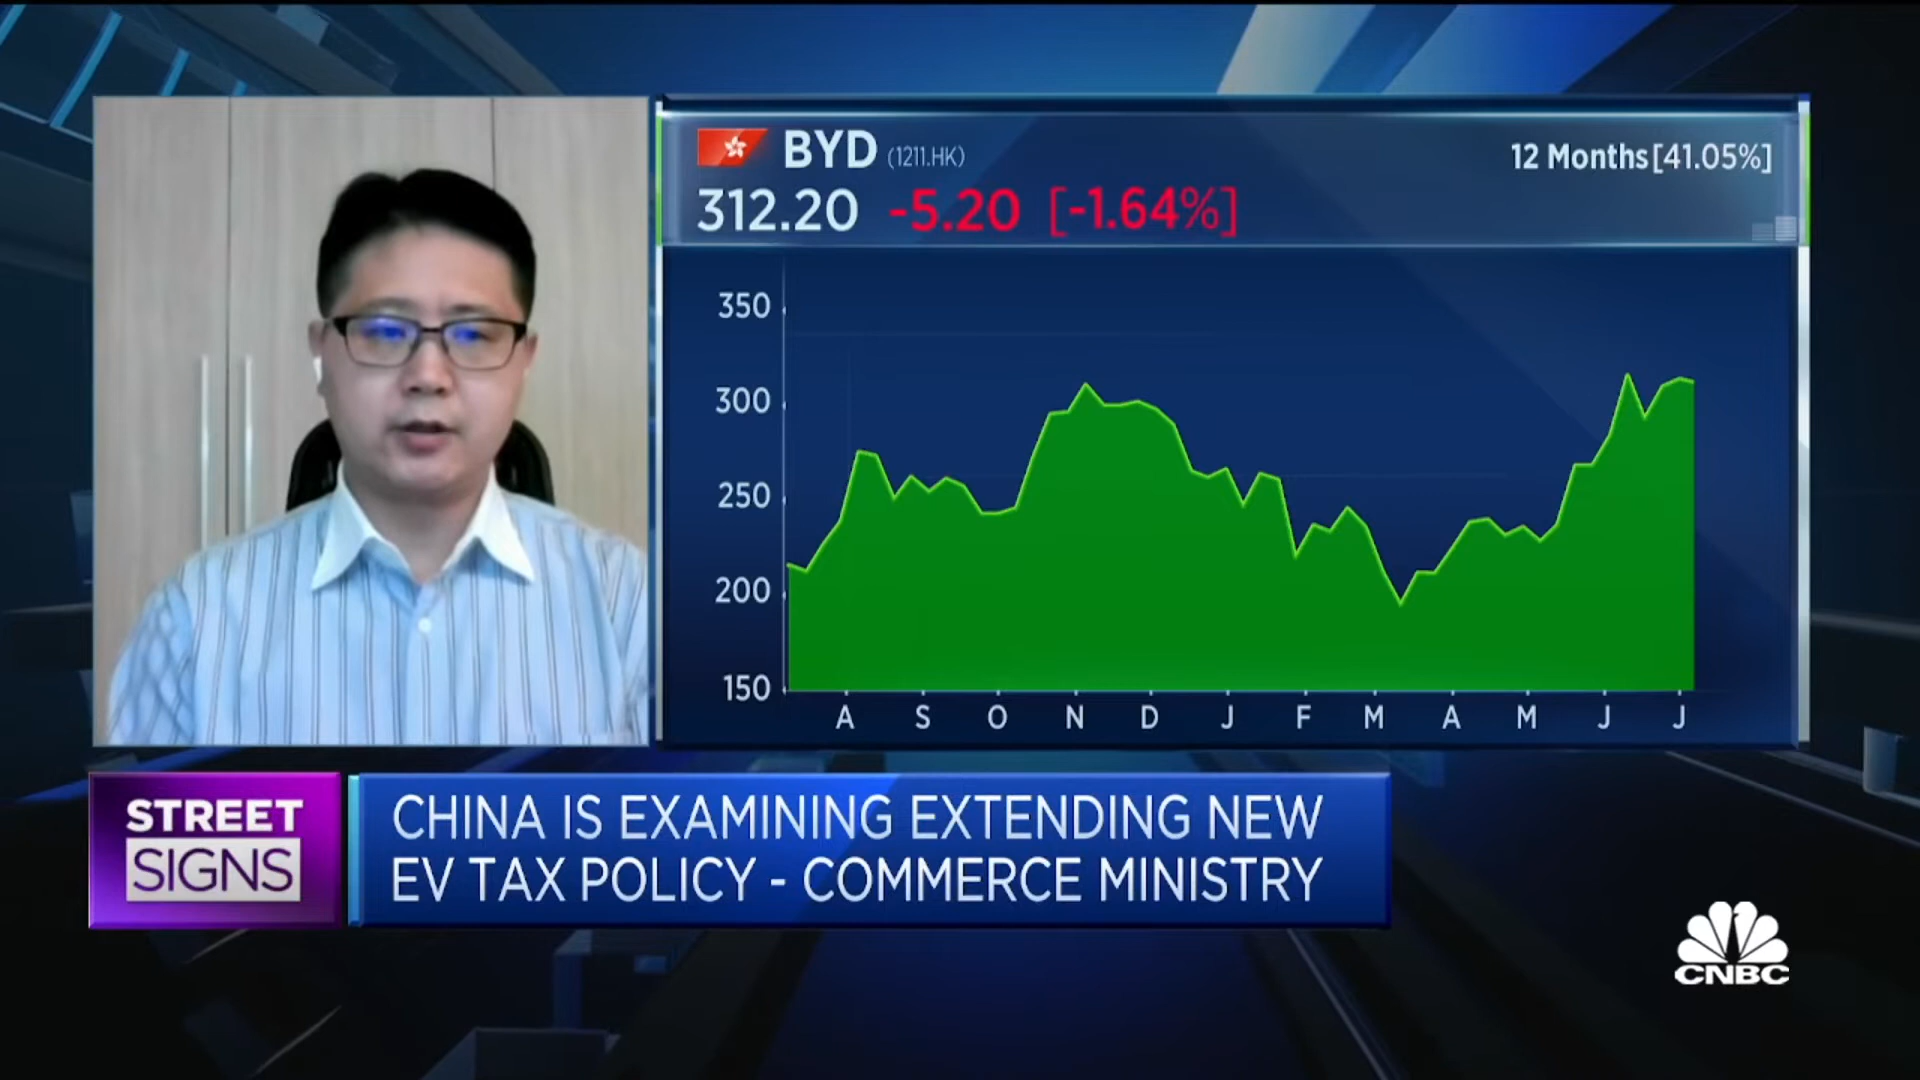 BYD (1211.HK)
12 Months[41.05%]
312.20 -5.20 [-1.64%]
350
300
250
200
150
A S O N D J F M A M J J
STREET
SIGNS
CHINA IS EXAMINING EXTENDING NEW
EV TAX POLICY - COMMERCE MINISTRY
CNBC